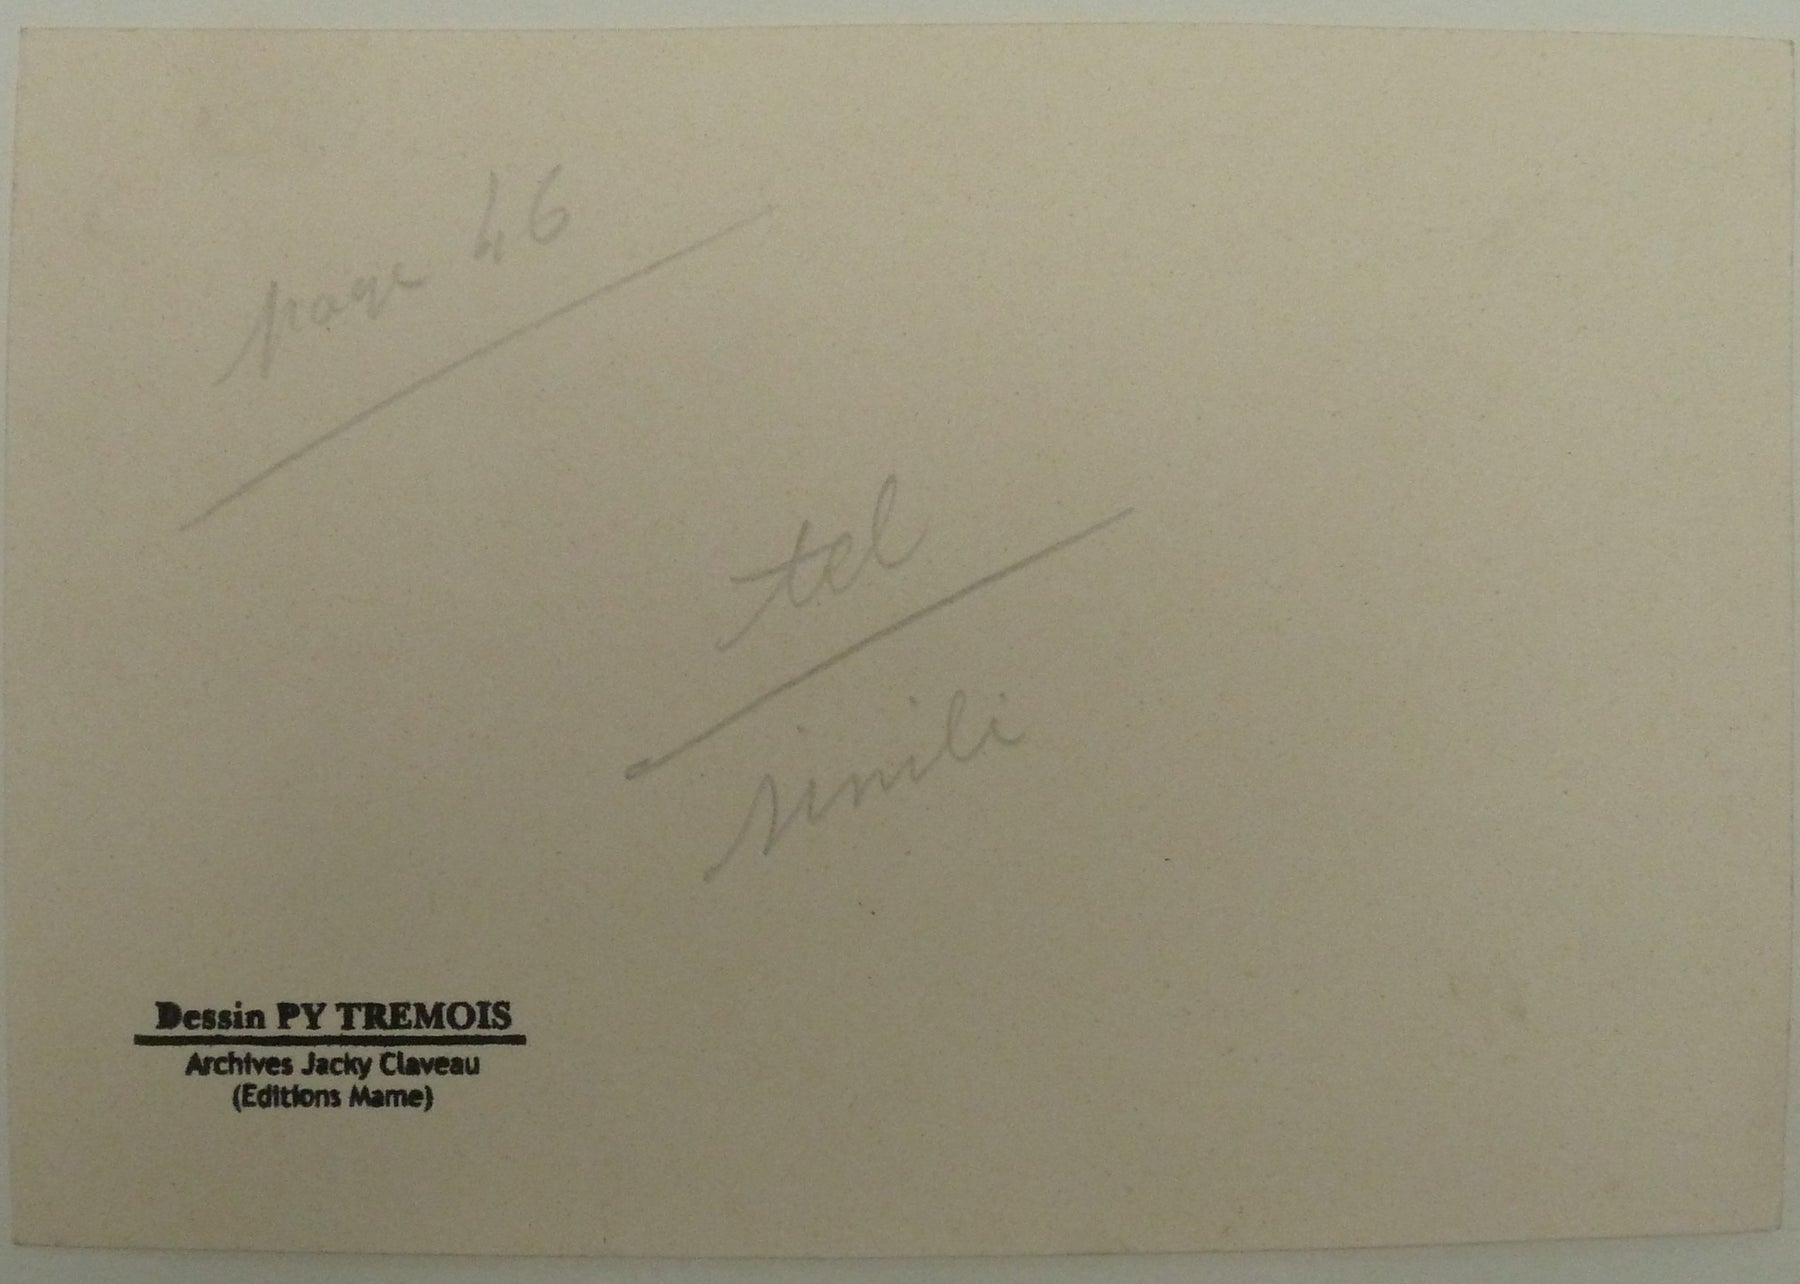 page 46
tel
simili
Dessin PY TREMOIS
Archives Jacky Claveau
(Editions Mame)